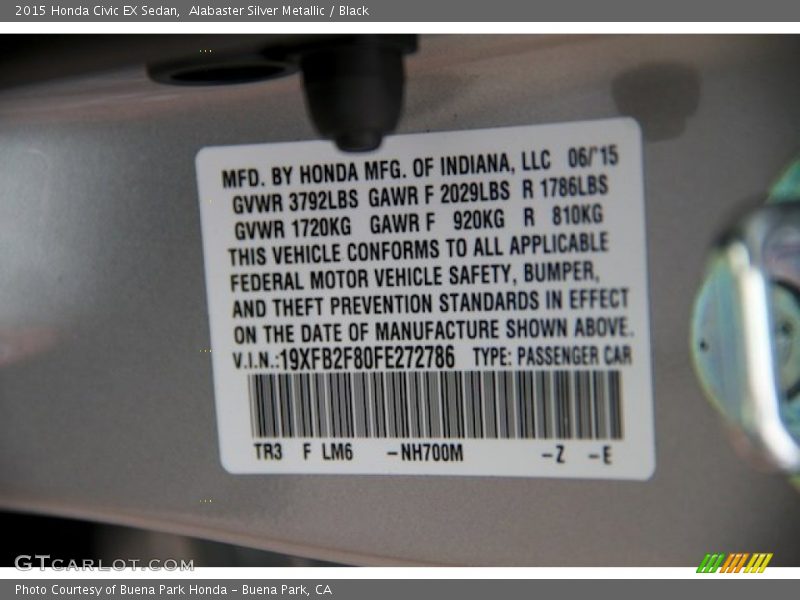 2015 Honda Civic EX Sedan,  Alabaster Silver Metallic / Black
MFD. BY HONDA MFG. OF INDIANA, LLC 06/'15
GVWR 3792LBS GAWR F 2029LBS R 1786LBS
GVWR 1720KG GAWR F 920KG R 810KG
THIS VEHICLE CONFORMS TO ALL APPLICABLE
FEDERAL MOTOR VEHICLE SAFETY, BUMPER,
AND THEFT PREVENTION STANDARDS IN EFFECT
ON THE DATE OF MANUFACTURE SHOWN ABOVE.
V.I.N.:19XFB2F80FE272786 TYPE: PASSENGER CAR
TR3 F LM6 -NH700M -Z -E
GTCARLOT.COM
Photo Courtesy of Buena Park Honda - Buena Park, CA